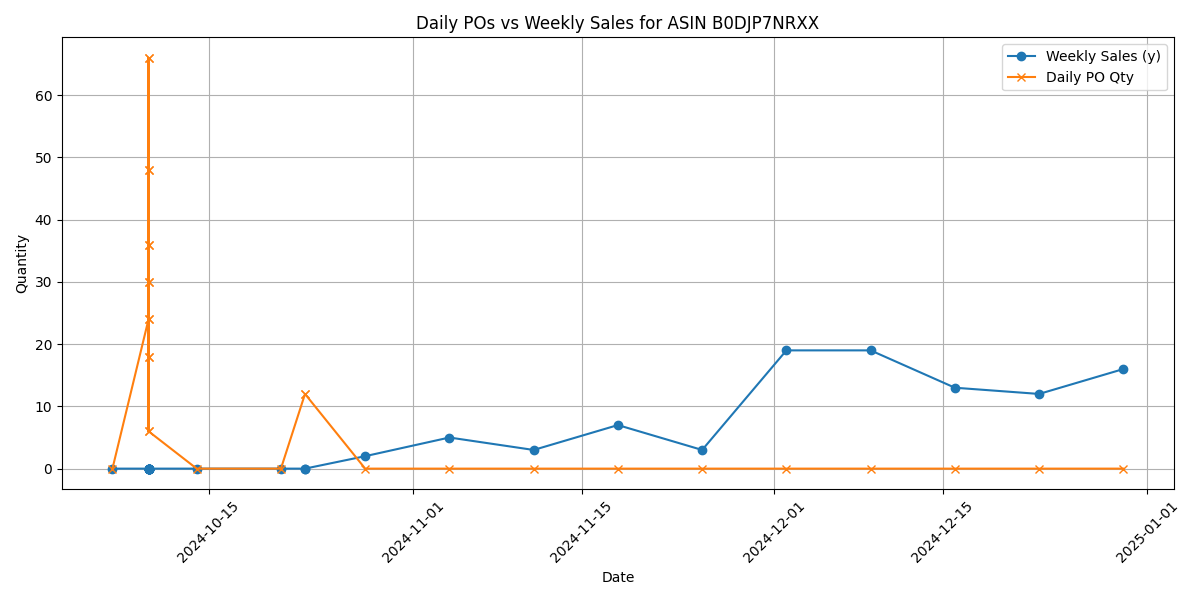 Daily POs vs Weekly Sales for ASIN B0DJP7NRXX
Weekly Sales (y)
Daily PO Qty
Quantity
60
50
40
30
20
10
0
2024-10-15
2024-11-01
2024-11-15
2024-12-01
2024-12-15
2025-01-01
Date